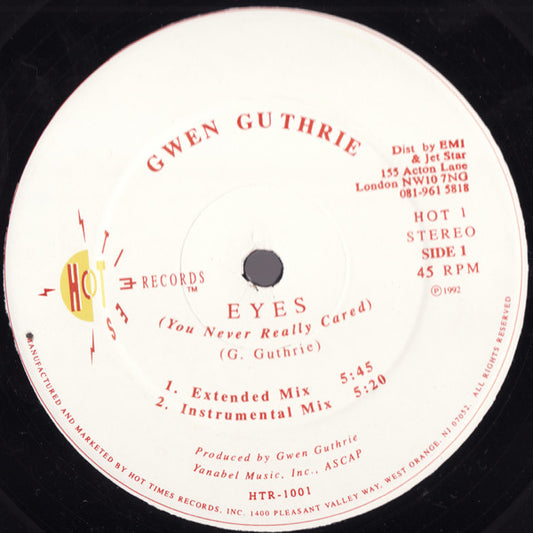 GWEN GUTHRIE
Dist by EMI
& Jet Star
155 Acton Lane
London NW10 7NG
081-961 5818
HOT 1
STEREO
SIDE 1
45 RPM
℗ 1992
HOT TIMES RECORDS TM
EYES
(You Never Really Cared)
(G. Guthrie)
1. Extended Mix 5:45
2. Instrumental Mix 5:20
Produced by Gwen Guthrie
Yanabel Music, Inc., ASCAP
HTR-1001
MANUFACTURED AND MARKETED BY HOT TIMES RECORDS, INC. 1400 PLEASANT VALLEY WAY, WEST ORANGE, NJ 07052. ALL RIGHTS RESERVED